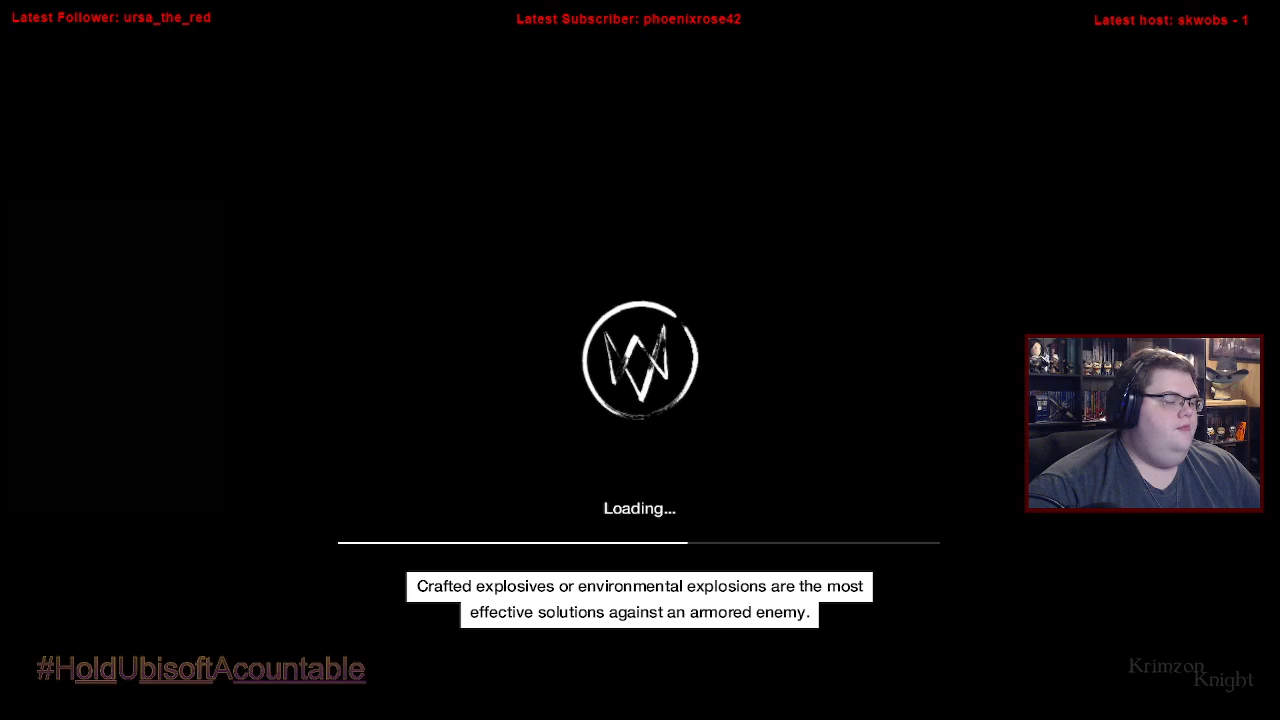 Latest Follower: ursa_the_red
Latest Subscriber: phoenixrose42
Latest host: skwobs - 1
Loading...
Crafted explosives or environmental explosions are the most
effective solutions against an armored enemy.
#HoldUbisoftAcountable
Krimzon
Knight